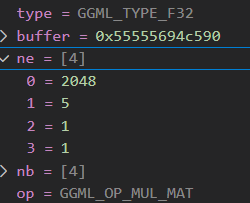 type = GGML_TYPE_F32
buffer = 0x55555694c590
ne = [4]
0 = 2048
1 = 5
2 = 1
3 = 1
nb = [4]
op = GGML_OP_MUL_MAT